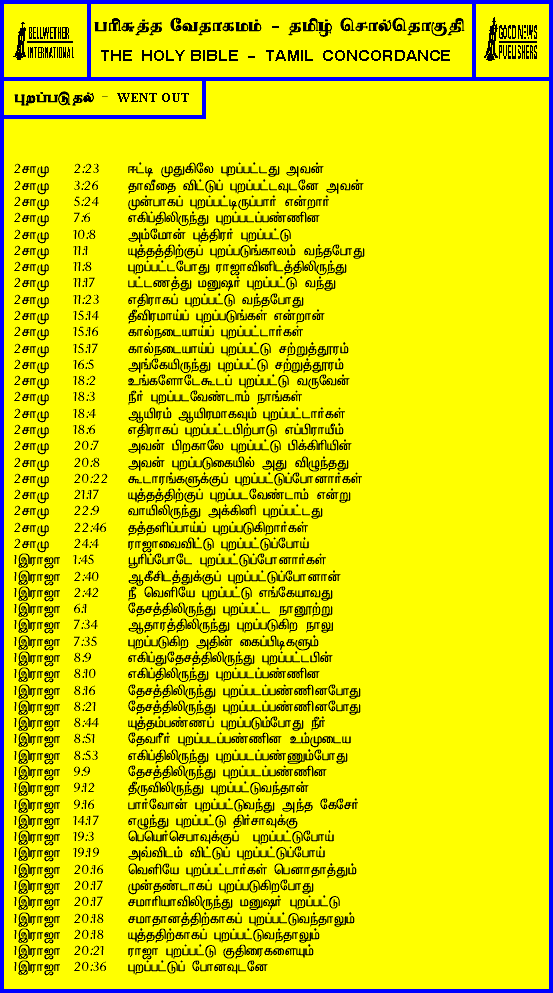 BELLWETHER
INTERNATIONAL
பரிசுத்த வேதாகமம் – தமிழ் சொல்தொகுதி
THE HOLY BIBLE – TAMIL CONCORDANCE
GOOD NEWS
PUBLISHERS
புறப்படுதல் – WENT OUT
2சாமு 2:23 ஈட்டி முதுகிலே புறப்பட்டது அவன்
2சாமு 3:26 தாவீதை விட்டுப் புறப்பட்டவுடனே அவன்
2சாமு 5:24 முன்பாகப் புறப்பட்டிருப்பார் என்றார்
2சாமு 7:6 எகிப்திலிருந்து புறப்படப்பண்ணின
2சாமு 10:8 அம்மோன் புத்திரர் புறப்பட்டு
2சாமு 11:1 யுத்தத்திற்குப் புறப்படுங்காலம் வந்தபோது
2சாமு 11:8 புறப்பட்டபோது ராஜாவினிடத்திலிருந்து
2சாமு 11:17 பட்டணத்து மனுஷர் புறப்பட்டு வந்து
2சாமு 11:23 எதிராகப் புறப்பட்டு வந்தபோது
2சாமு 15:14 தீவிரமாய்ப் புறப்படுங்கள் என்றான்
2சாமு 15:16 கால்நடையாய்ப் புறப்பட்டார்கள்
2சாமு 15:17 கால்நடையாய்ப் புறப்பட்டு சற்றுத்தூரம்
2சாமு 16:5 அங்கேயிருந்து புறப்பட்டு சற்றுத்தூரம்
2சாமு 18:2 உங்களோடேகூடப் புறப்பட்டு வருவேன்
2சாமு 18:3 நீர் புறப்படவேண்டாம் நாங்கள்
2சாமு 18:4 ஆயிரம் ஆயிரமாகவும் புறப்பட்டார்கள்
2சாமு 18:6 எதிராகப் புறப்பட்டபிற்பாடு எப்பிராயீம்
2சாமு 20:7 அவன் பிறகாலே புறப்பட்டு பிக்கிரியின்
2சாமு 20:8 அவன் புறப்படுகையில் அது விழுந்தது
2சாமு 20:22 கூடாரங்களுக்குப் புறப்பட்டுப்போனார்கள்
2சாமு 21:17 யுத்தத்திற்குப் புறப்படவேண்டாம் என்று
2சாமு 22:9 வாயிலிருந்து அக்கினி புறப்பட்டது
2சாமு 22:46 தத்தளிப்பாய்ப் புறப்படுகிறார்கள்
2சாமு 24:4 ராஜாவைவிட்டு புறப்பட்டுப்போய்
1இராஜா 1:45 பூரிப்போடே புறப்பட்டுப்போனார்கள்
1இராஜா 2:40 ஆகீசிடத்துக்குப் புறப்பட்டுப்போனான்
1இராஜா 2:42 நீ வெளியே புறப்பட்டு எங்கேயாவது
1இராஜா 6:1 தேசத்திலிருந்து புறப்பட்ட நானூற்று
1இராஜா 7:34 ஆதாரத்திலிருந்து புறப்படுகிற நாலு
1இராஜா 7:35 புறப்படுகிற அதின் கைப்பிடிகளும்
1இராஜா 8:9 எகிப்துதேசத்திலிருந்து புறப்பட்டபின்
1இராஜா 8:10 எகிப்திலிருந்து புறப்படப்பண்ணின
1இராஜா 8:16 தேசத்திலிருந்து புறப்படப்பண்ணினபோது
1இராஜா 8:21 தேசத்திலிருந்து புறப்படப்பண்ணினபோது
1இராஜா 8:44 யுத்தம்பண்ணப் புறப்படும்போது நீர்
1இராஜா 8:51 தேவரீர் புறப்படப்பண்ணின உம்முடைய
1இராஜா 8:53 எகிப்திலிருந்து புறப்படப்பண்ணும்போது
1இராஜா 9:9 தேசத்திலிருந்து புறப்படப்பண்ணின
1இராஜா 9:12 தீருவிலிருந்து புறப்பட்டுவந்தான்
1இராஜா 9:16 பார்வோன் புறப்பட்டுவந்து அந்த கேசேர்
1இராஜா 14:17 எழுந்து புறப்பட்டு திர்சாவுக்கு
1இராஜா 19:3 பெயெர்செபாவுக்குப் புறப்பட்டுபோய்
1இராஜா 19:19 அவ்விடம் விட்டுப் புறப்பட்டுப்போய்
1இராஜா 20:16 வெளியே புறப்பட்டார்கள் பெனாதாத்தும்
1இராஜா 20:17 முன்தண்டாகப் புறப்படுகிறபோது
1இராஜா 20:17 சமாரியாவிலிருந்து மனுஷர் புறப்பட்டு
1இராஜா 20:18 சமாதானத்திற்காகப் புறப்பட்டுவந்தாலும்
1இராஜா 20:18 யுத்ததிற்காகப் புறப்பட்டுவந்தாலும்
1இராஜா 20:21 ராஜா புறப்பட்டு குதிரைகளையும்
1இராஜா 20:36 புறப்பட்டுப் போனவுடனே